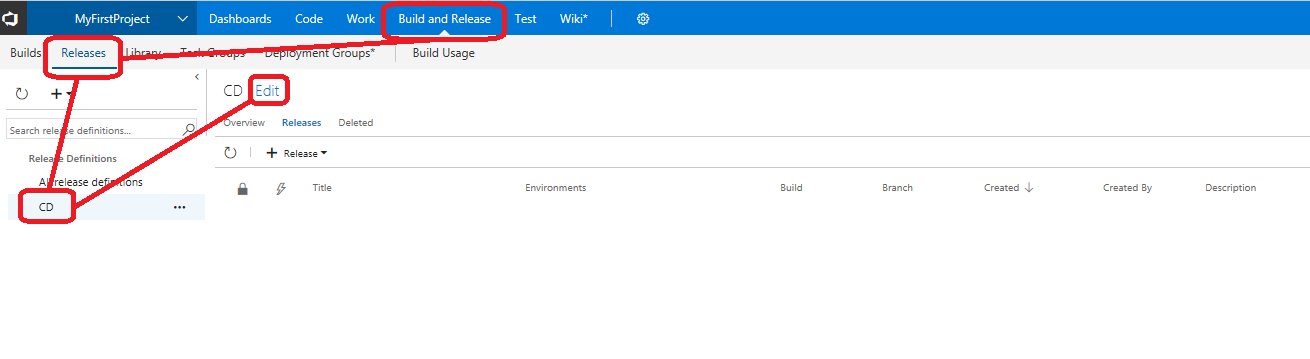 MyFirstProject Dashboards Code Work Build and Release Test Wiki*
Builds Releases Library Task Groups Deployment Groups* Build Usage
CD Edit
Search release definitions...
Overview Releases Deleted
Release Definitions
+ Release
All release definitions
Title Environments Build Branch Created ↓ Created By Description
CD ...